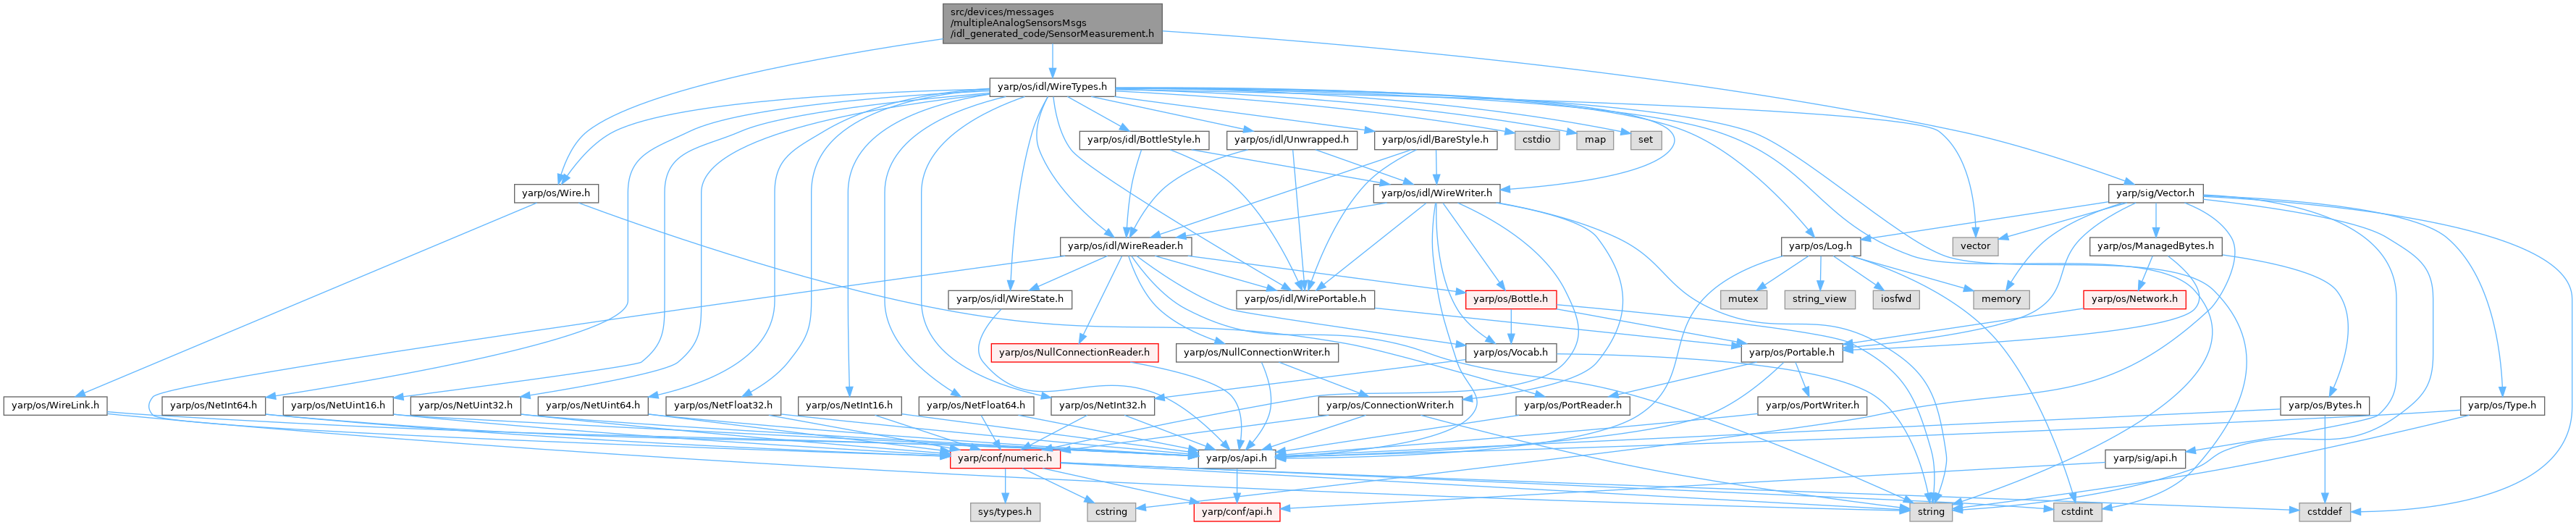 src/devices/messages
/multipleAnalogSensorsMsgs
/idl_generated_code/SensorMeasurement.h
yarp/os/idl/WireTypes.h
yarp/os/idl/BottleStyle.h
yarp/os/idl/Unwrapped.h
yarp/os/idl/BareStyle.h
cstdio
map
set
yarp/os/Wire.h
yarp/os/idl/WireWriter.h
yarp/sig/Vector.h
yarp/os/idl/WireReader.h
yarp/os/Log.h
vector
yarp/os/ManagedBytes.h
yarp/os/idl/WireState.h
yarp/os/idl/WirePortable.h
yarp/os/Bottle.h
mutex
string_view
iosfwd
memory
yarp/os/Network.h
yarp/os/NullConnectionReader.h
yarp/os/NullConnectionWriter.h
yarp/os/Vocab.h
yarp/os/Portable.h
yarp/os/WireLink.h
yarp/os/NetInt64.h
yarp/os/NetUint16.h
yarp/os/NetUint32.h
yarp/os/NetUint64.h
yarp/os/NetFloat32.h
yarp/os/NetInt16.h
yarp/os/NetFloat64.h
yarp/os/NetInt32.h
yarp/os/ConnectionWriter.h
yarp/os/PortReader.h
yarp/os/PortWriter.h
yarp/os/Bytes.h
yarp/os/Type.h
yarp/conf/numeric.h
yarp/os/api.h
yarp/sig/api.h
sys/types.h
cstring
yarp/conf/api.h
string
cstdint
cstddef